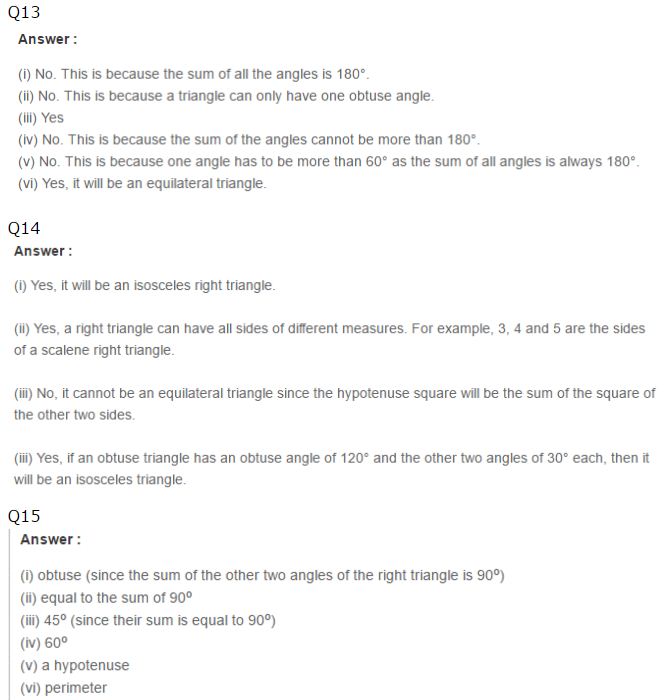 Q13
Answer :
(i) No. This is because the sum of all the angles is 180°.
(ii) No. This is because a triangle can only have one obtuse angle.
(iii) Yes
(iv) No. This is because the sum of the angles cannot be more than 180°.
(v) No. This is because one angle has to be more than 60° as the sum of all angles is always 180°.
(vi) Yes, it will be an equilateral triangle.
Q14
Answer :
(i) Yes, it will be an isosceles right triangle.
(ii) Yes, a right triangle can have all sides of different measures. For example, 3, 4 and 5 are the sides
of a scalene right triangle.
(iii) No, it cannot be an equilateral triangle since the hypotenuse square will be the sum of the square of
the other two sides.
(iii) Yes, if an obtuse triangle has an obtuse angle of 120° and the other two angles of 30° each, then it
will be an isosceles triangle.
Q15
Answer :
(i) obtuse (since the sum of the other two angles of the right triangle is 90º)
(ii) equal to the sum of 90º
(iii) 45º (since their sum is equal to 90º)
(iv) 60º
(v) a hypotenuse
(vi) perimeter